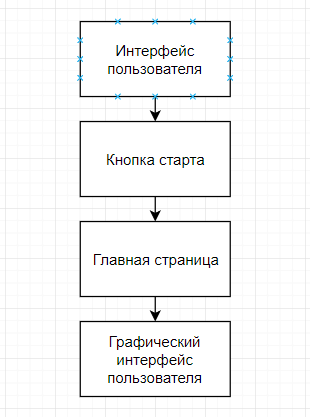 Интерфейс
пользователя
Кнопка старта
Главная страница
Графический
интерфейс
пользователя